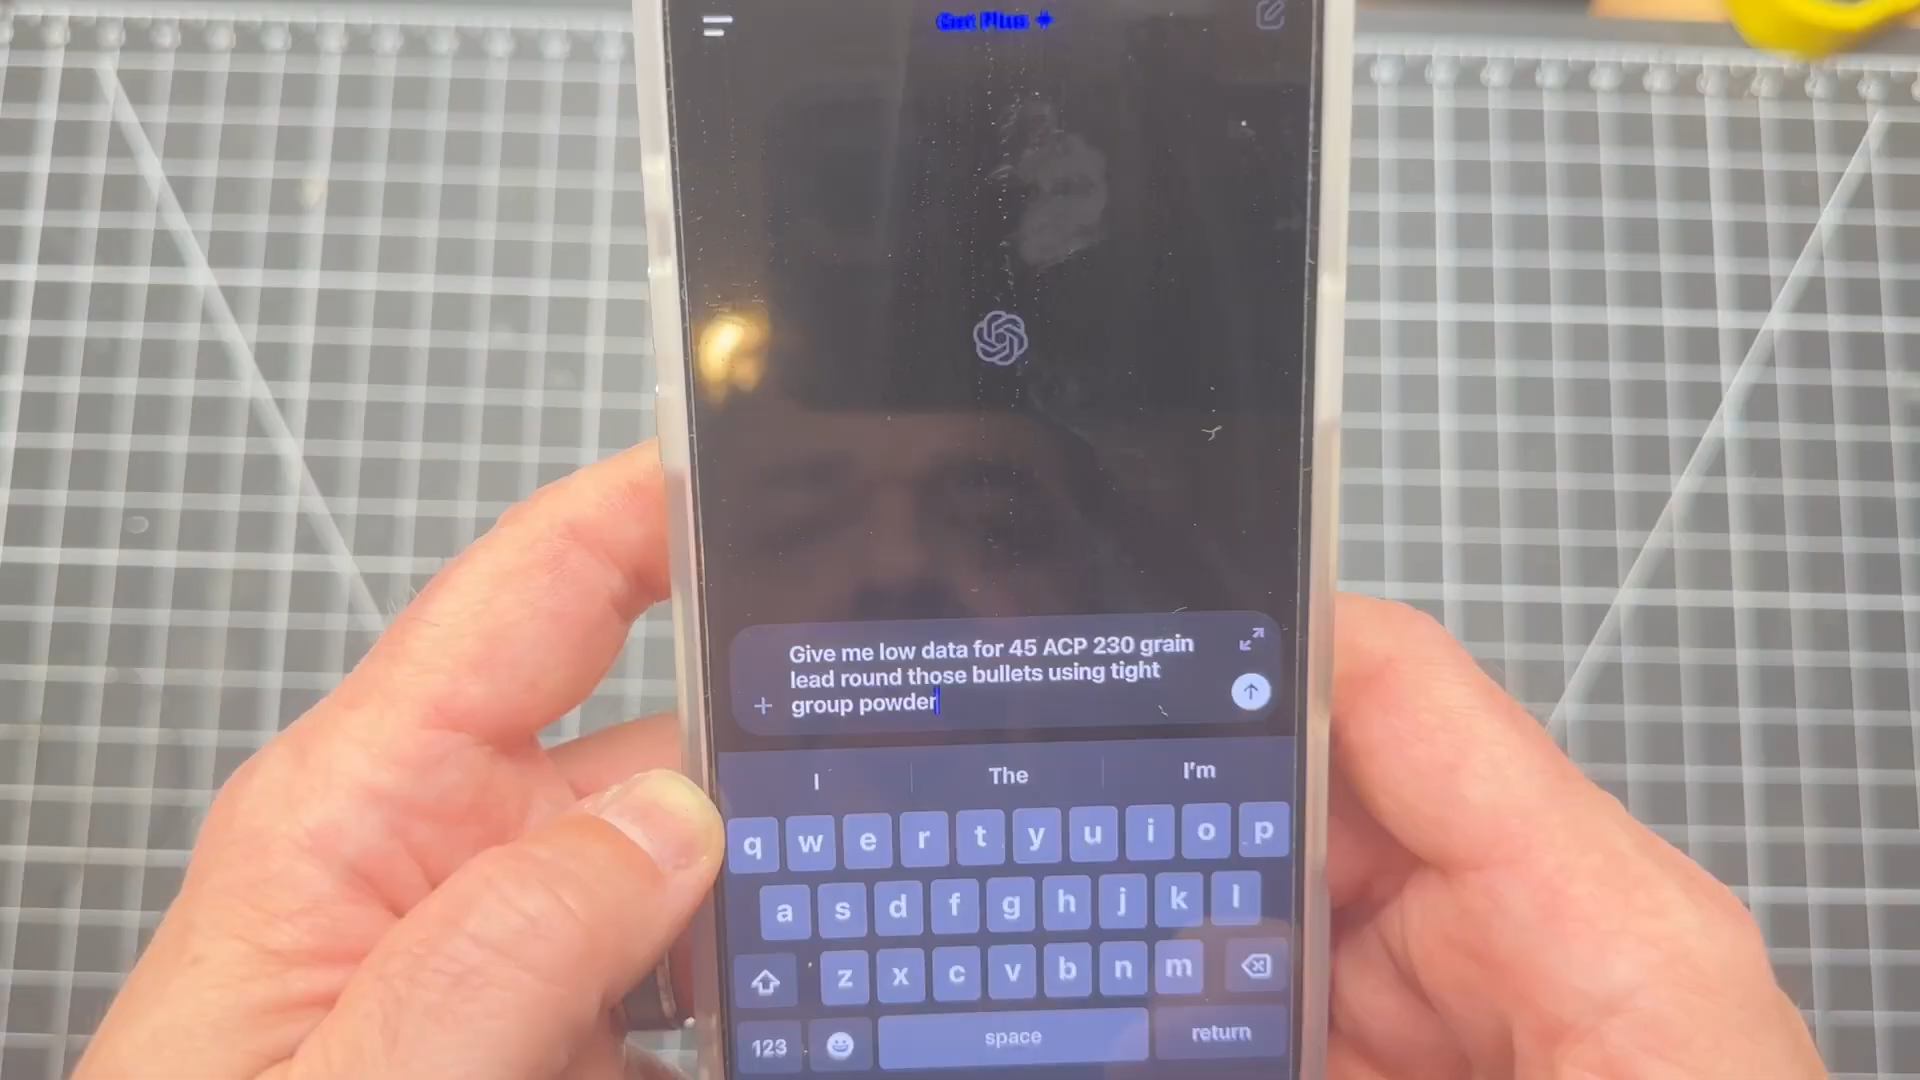 Get Plus +
Give me low data for 45 ACP 230 grain
lead round those bullets using tight
group powder
I The I'm
q w e r t y u i o p
a s d f g h j k l
z x c v b n m
123 space return